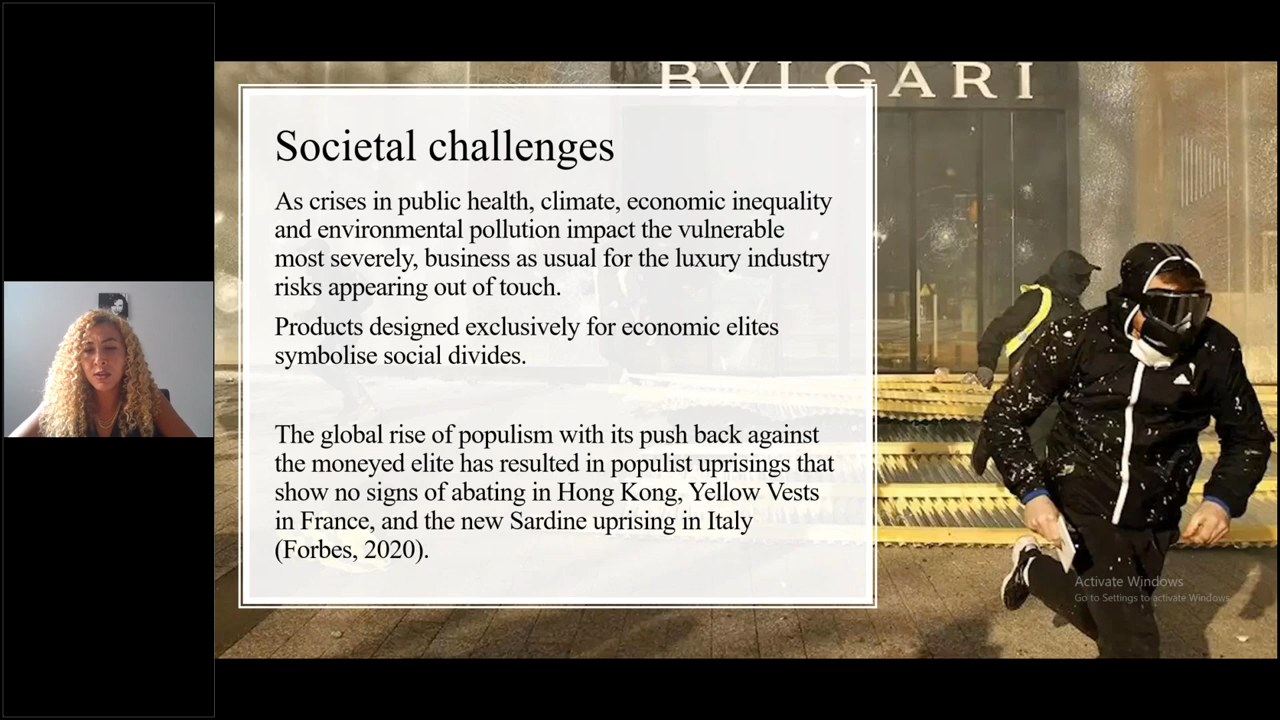 BVLGARI
Societal challenges
As crises in public health, climate, economic inequality
and environmental pollution impact the vulnerable
most severely, business as usual for the luxury industry
risks appearing out of touch.
Products designed exclusively for economic elites
symbolise social divides.
The global rise of populism with its push back against
the moneyed elite has resulted in populist uprisings that
show no signs of abating in Hong Kong, Yellow Vests
in France, and the new Sardine uprising in Italy
(Forbes, 2020).
Activate Windows
Go to Settings to activate Windows.